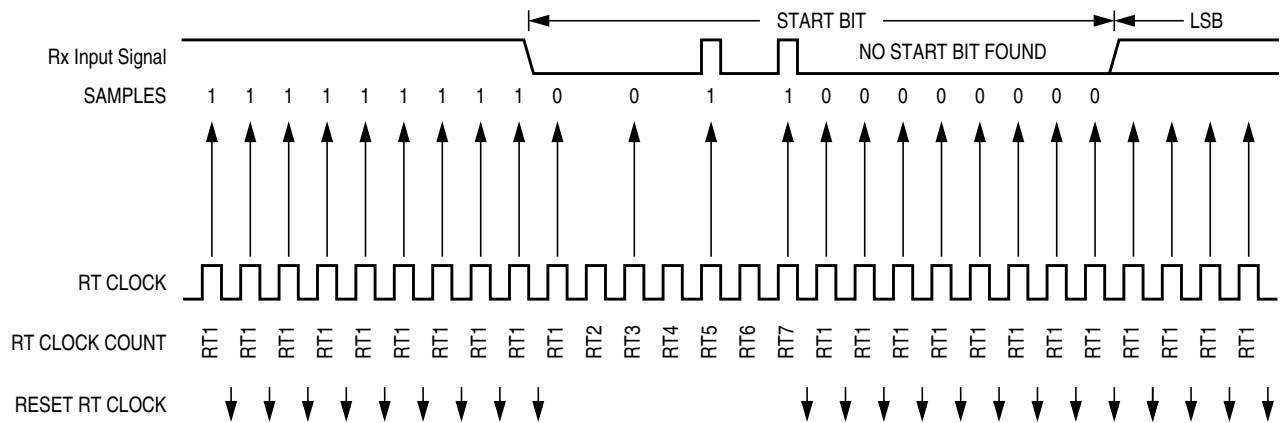 START BIT LSB
Rx Input Signal NO START BIT FOUND
SAMPLES 1 1 1 1 1 1 1 1 1 0 0 1 1 0 0 0 0 0 0 0 0
RT CLOCK
RT CLOCK COUNT RT1 RT1 RT1 RT1 RT1 RT1 RT1 RT1 RT1 RT1 RT2 RT3 RT4 RT5 RT6 RT7 RT1 RT1 RT1 RT1 RT1 RT1 RT1 RT1 RT1 RT1 RT1 RT1
RESET RT CLOCK